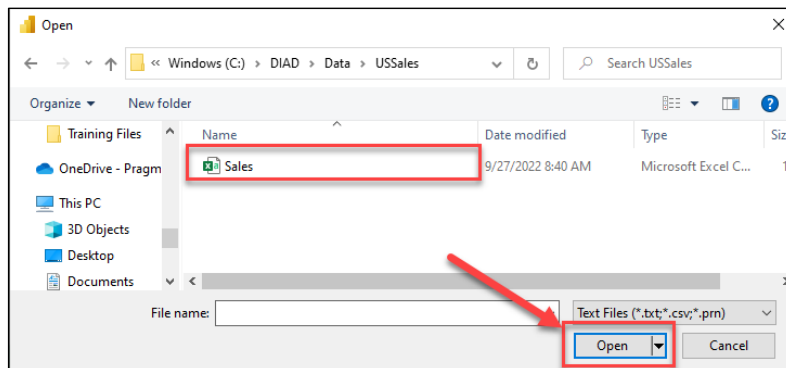 Open
« Windows (C:) > DIAD > Data > USSales
Search USSales
Organize
New folder
Name
Date modified
Type
Siz
Training Files
OneDrive - Pragm
This PC
3D Objects
Desktop
Documents
Sales
9/27/2022 8:40 AM
Microsoft Excel C...
1
File name:
Text Files (*.txt;*.csv;*.prn)
Open
Cancel